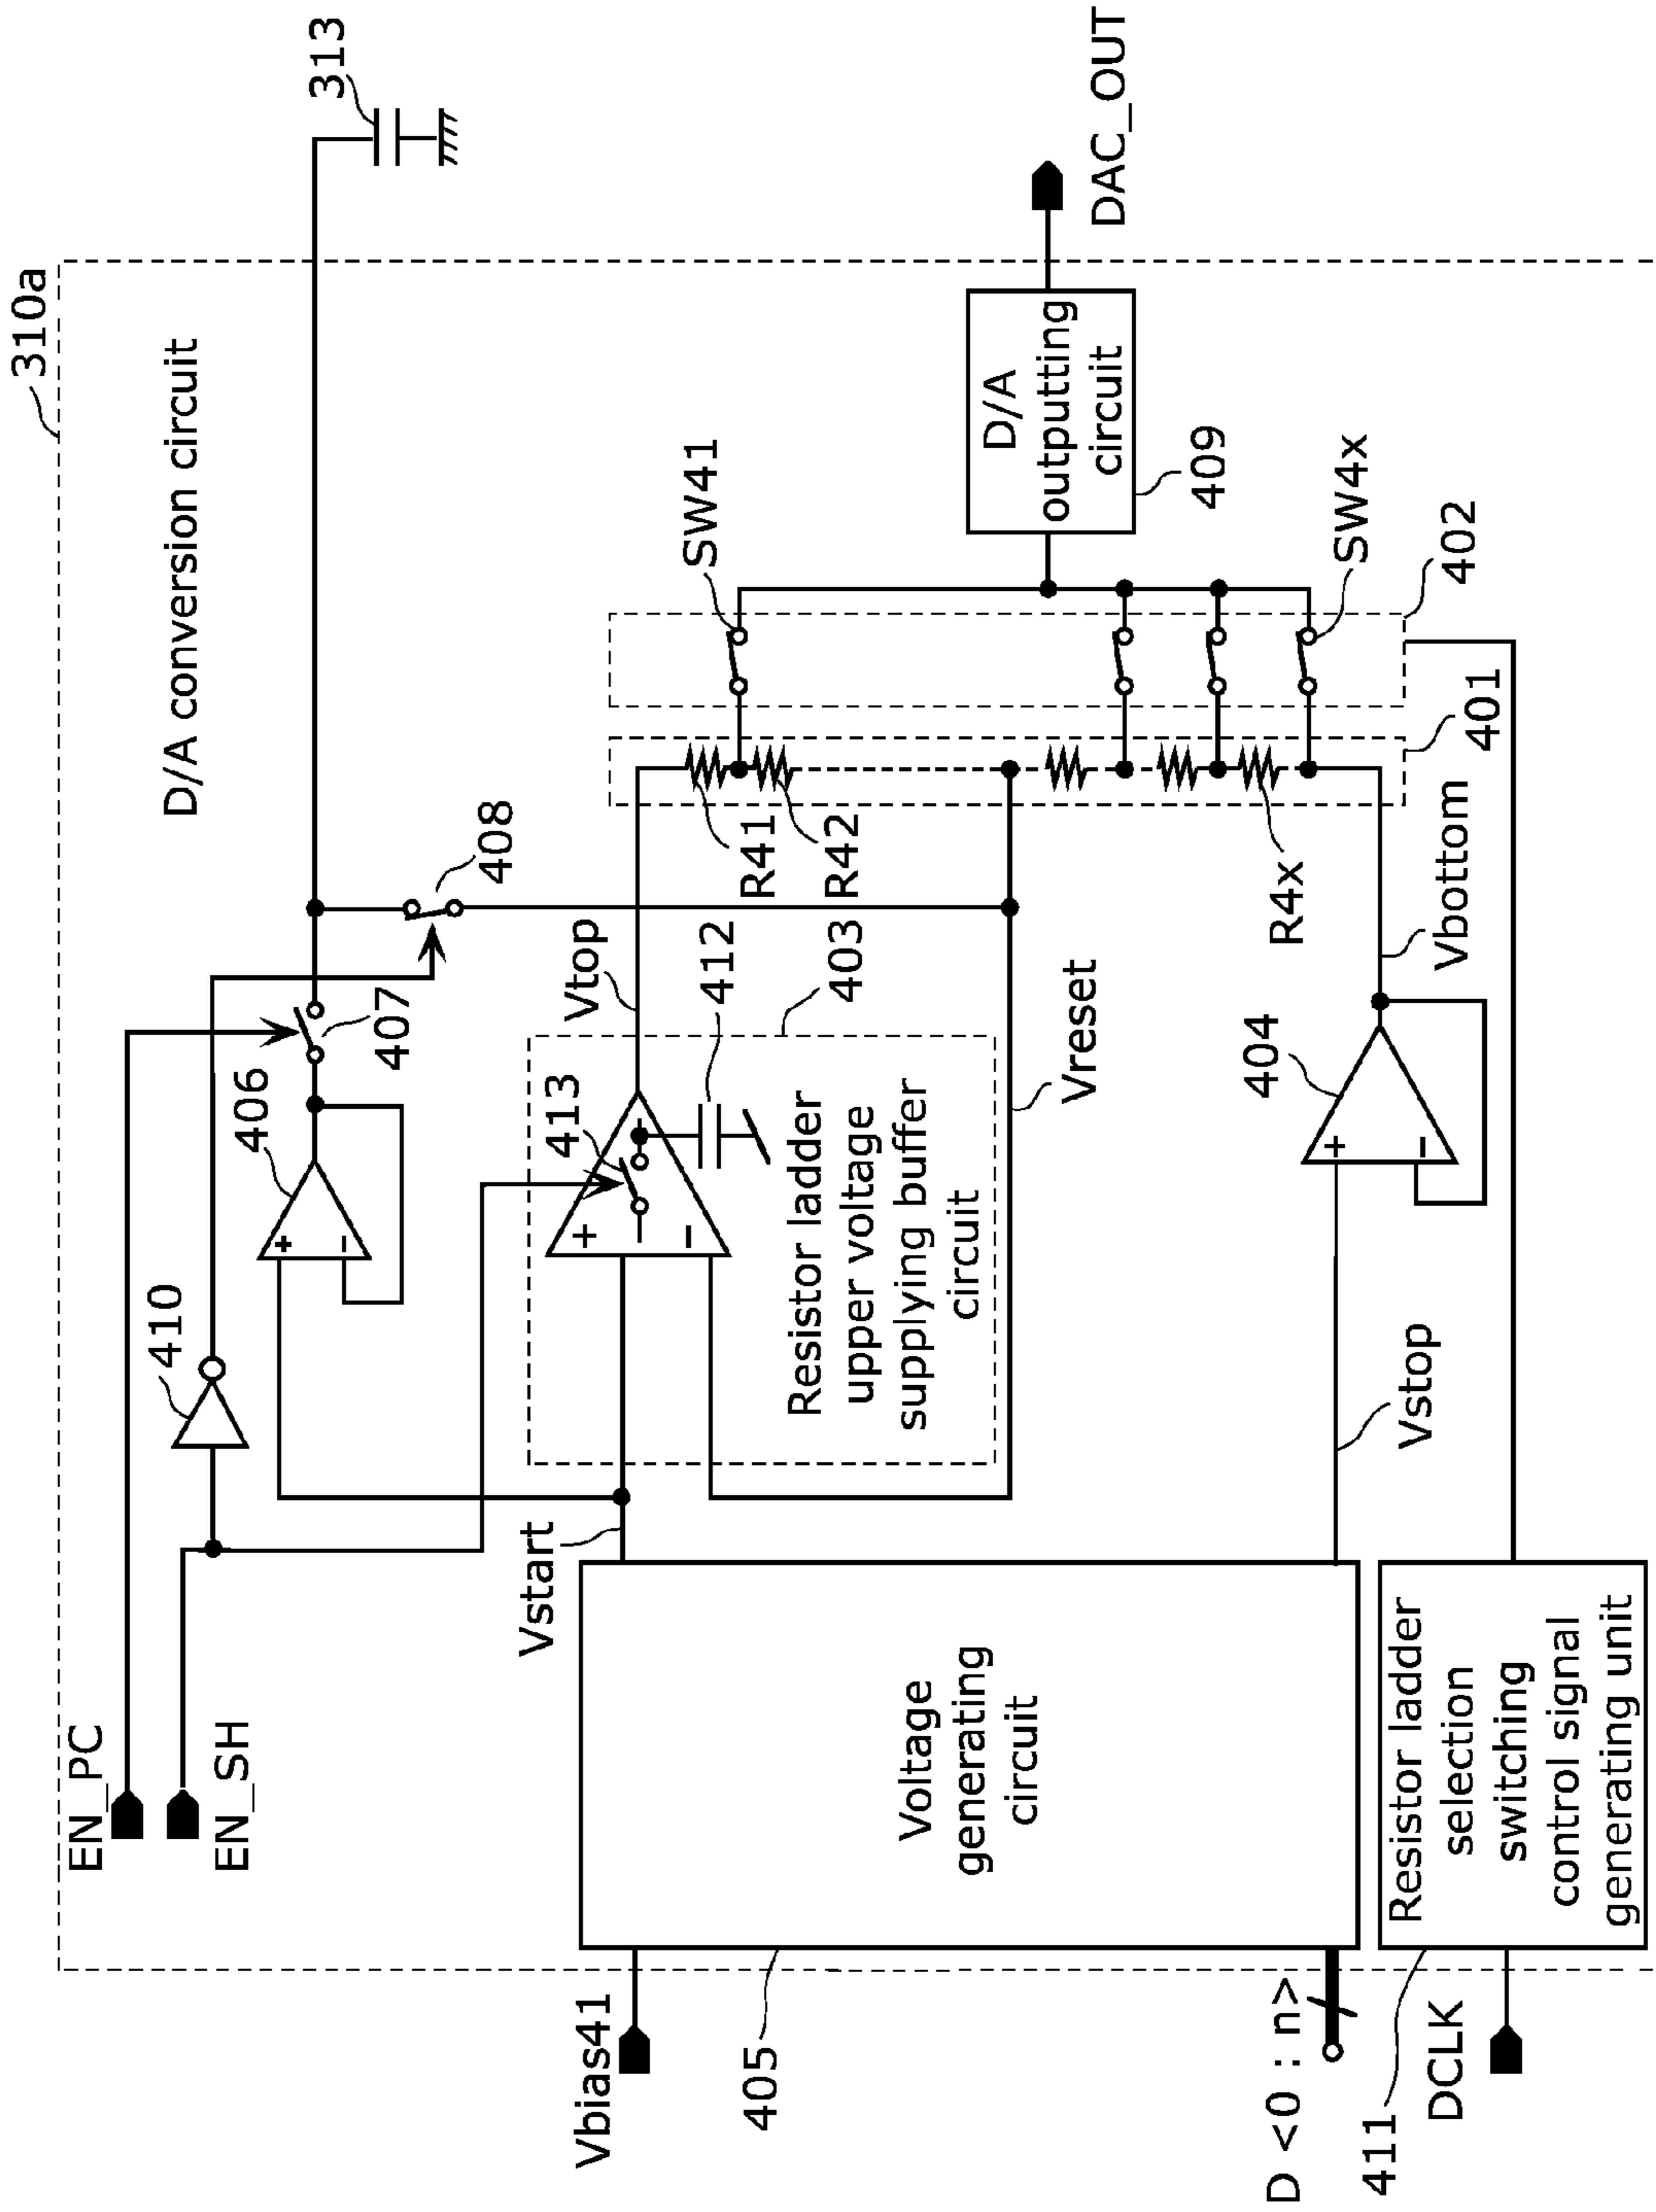 310a
D/A conversion circuit
EN_PC
EN_SH
410
406
407
408
313
Vstart
413
412
403
Vtop
Resistor ladder
upper voltage
supplying buffer
circuit
+
−
+
−
+
−
Vreset
R41
R42
R4x
SW41
SW4x
402
401
D/A
outputting
circuit
409
DAC_OUT
Vbias41
405
Voltage
generating
circuit
D <0 : n>
Vstop
404
Vbottom
411
DCLK
Resistor ladder
selection
switching
control signal
generating unit